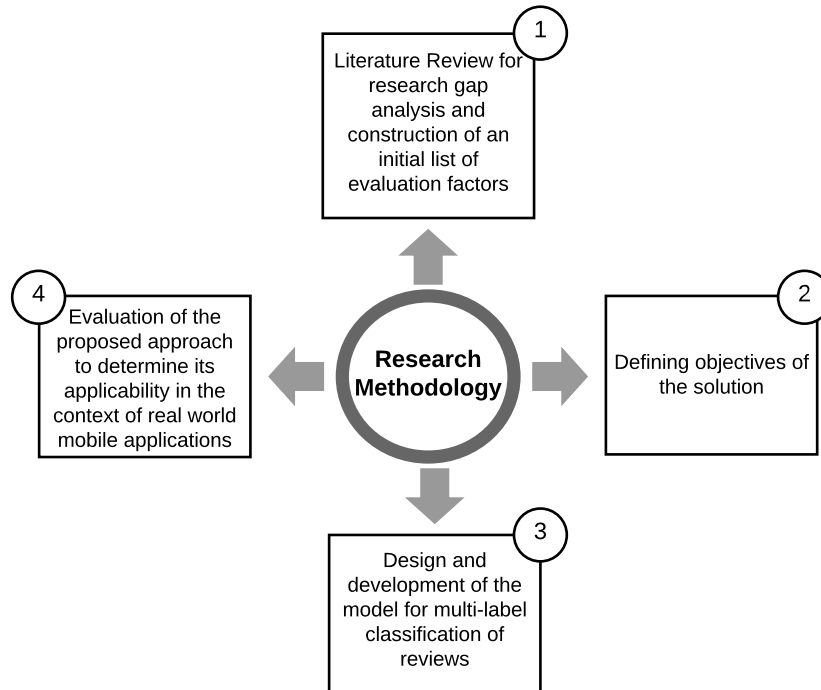 1
Literature Review for
research gap
analysis and
construction of an
initial list of
evaluation factors
2
Defining objectives of
the solution
3
Design and
development of the
model for multi-label
classification of
reviews
4
Evaluation of the
proposed approach
to determine its
applicability in the
context of real world
mobile applications
Research
Methodology